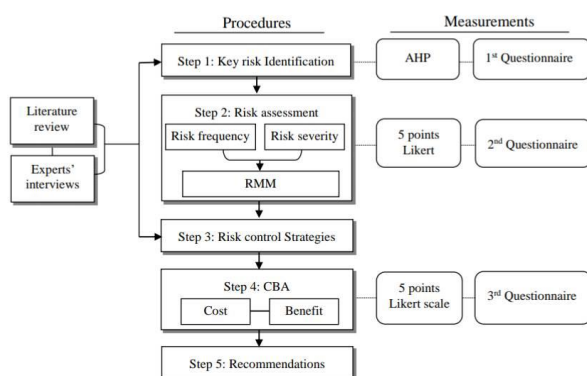 Procedures
Measurements
Step 1: Key risk Identification
AHP
1st Questionnaire
Literature
review
Experts'
interviews
Step 2: Risk assessment
Risk frequency
Risk severity
RMM
5 points
Likert
2nd Questionnaire
Step 3: Risk control Strategies
Step 4: CBA
Cost
Benefit
5 points
Likert scale
3rd Questionnaire
Step 5: Recommendations